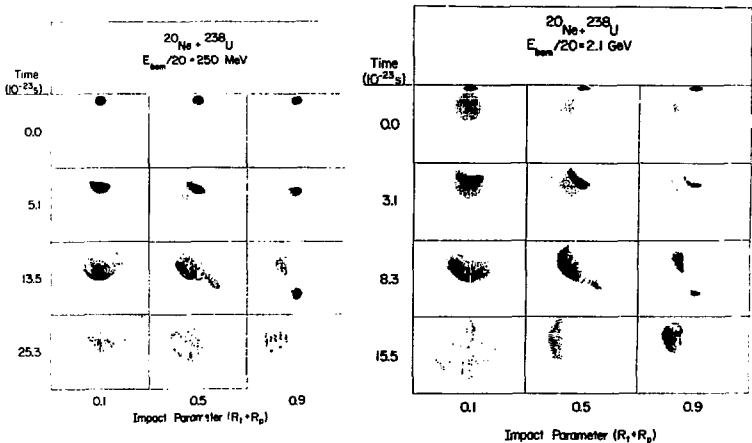 20Ne + 238U
Ebeam/20 = 250 MeV
Time
(10-23s)
0.0
5.1
13.5
25.3
0.1 0.5 0.9
Impact Parameter (Rt+Rp)
20Ne + 238U
Ebeam/20 = 2.1 GeV
Time
(10-23s)
0.0
3.1
8.3
15.5
0.1 0.5 0.9
Impact Parameter (Rt+Rp)